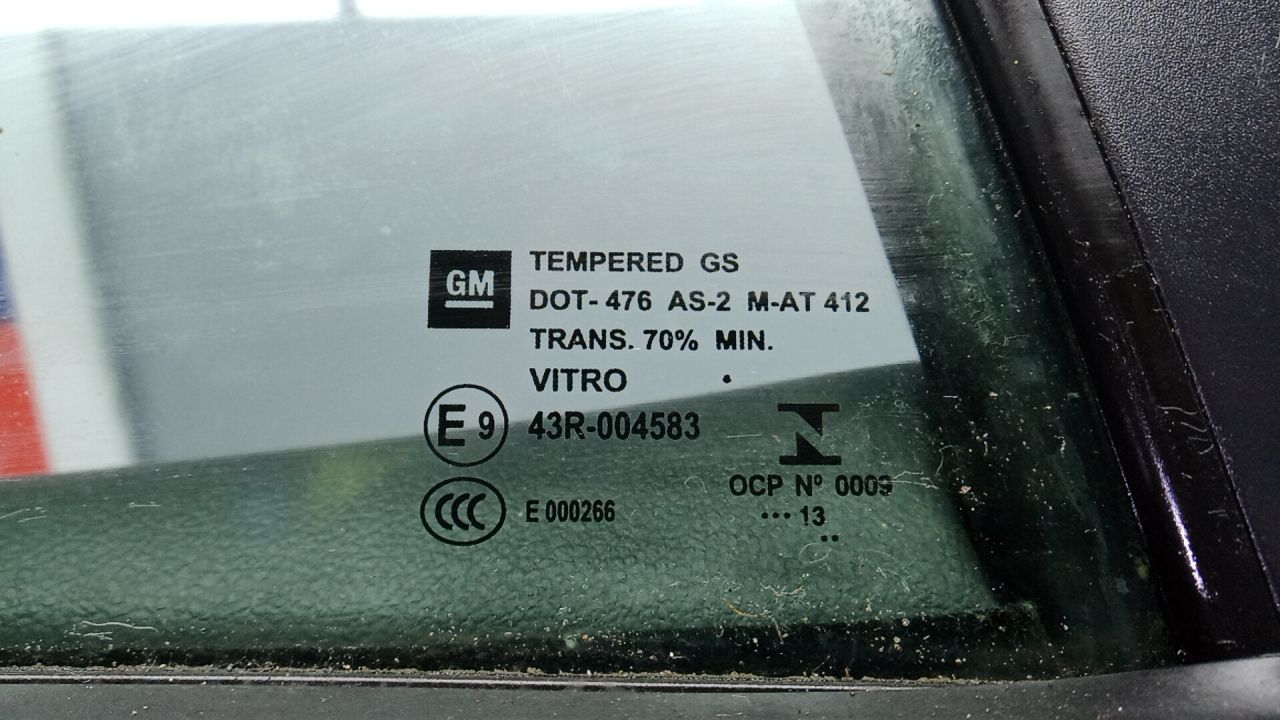 GM
TEMPERED GS
DOT- 476 AS-2 M-AT 412
TRANS. 70% MIN.
VITRO .
E 9 43R-004583
CCC E 000266
OCP Nº 0009
... 13
..